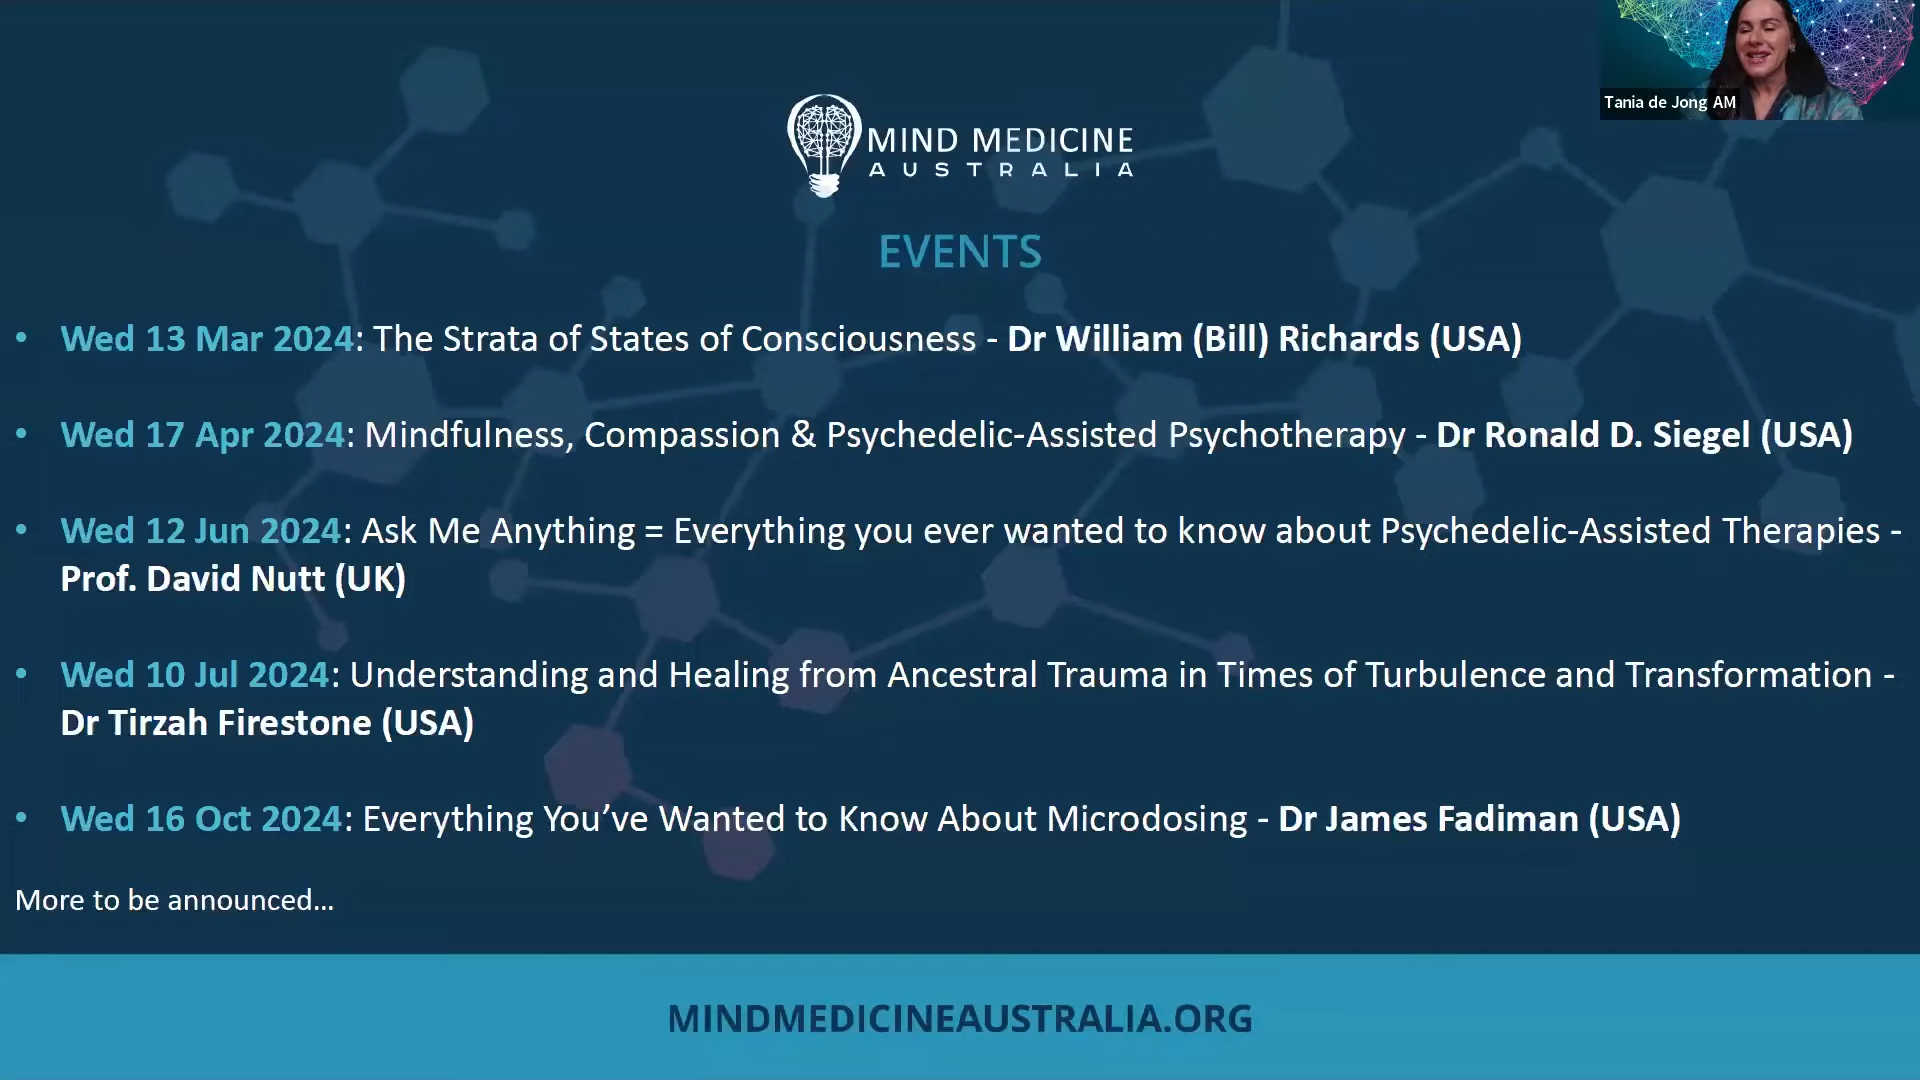 Tania de Jong AM
MIND MEDICINE
AUSTRALIA
EVENTS
• Wed 13 Mar 2024: The Strata of States of Consciousness - Dr William (Bill) Richards (USA)
• Wed 17 Apr 2024: Mindfulness, Compassion & Psychedelic-Assisted Psychotherapy - Dr Ronald D. Siegel (USA)
• Wed 12 Jun 2024: Ask Me Anything = Everything you ever wanted to know about Psychedelic-Assisted Therapies -
Prof. David Nutt (UK)
• Wed 10 Jul 2024: Understanding and Healing from Ancestral Trauma in Times of Turbulence and Transformation -
Dr Tirzah Firestone (USA)
• Wed 16 Oct 2024: Everything You’ve Wanted to Know About Microdosing - Dr James Fadiman (USA)
More to be announced...
MINDMEDICINEAUSTRALIA.ORG